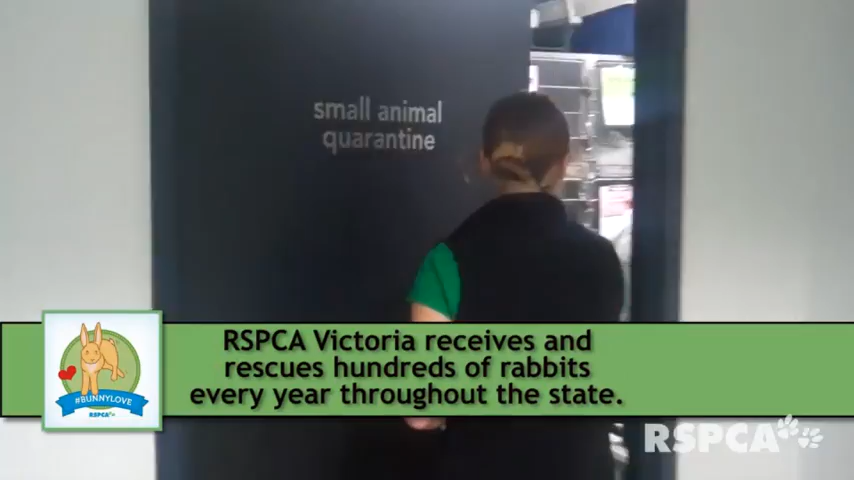 small animal
quarantine
RSPCA Victoria receives and
rescues hundreds of rabbits
every year throughout the state.
#BUNNYLOVE
RSPCA
RSPCA